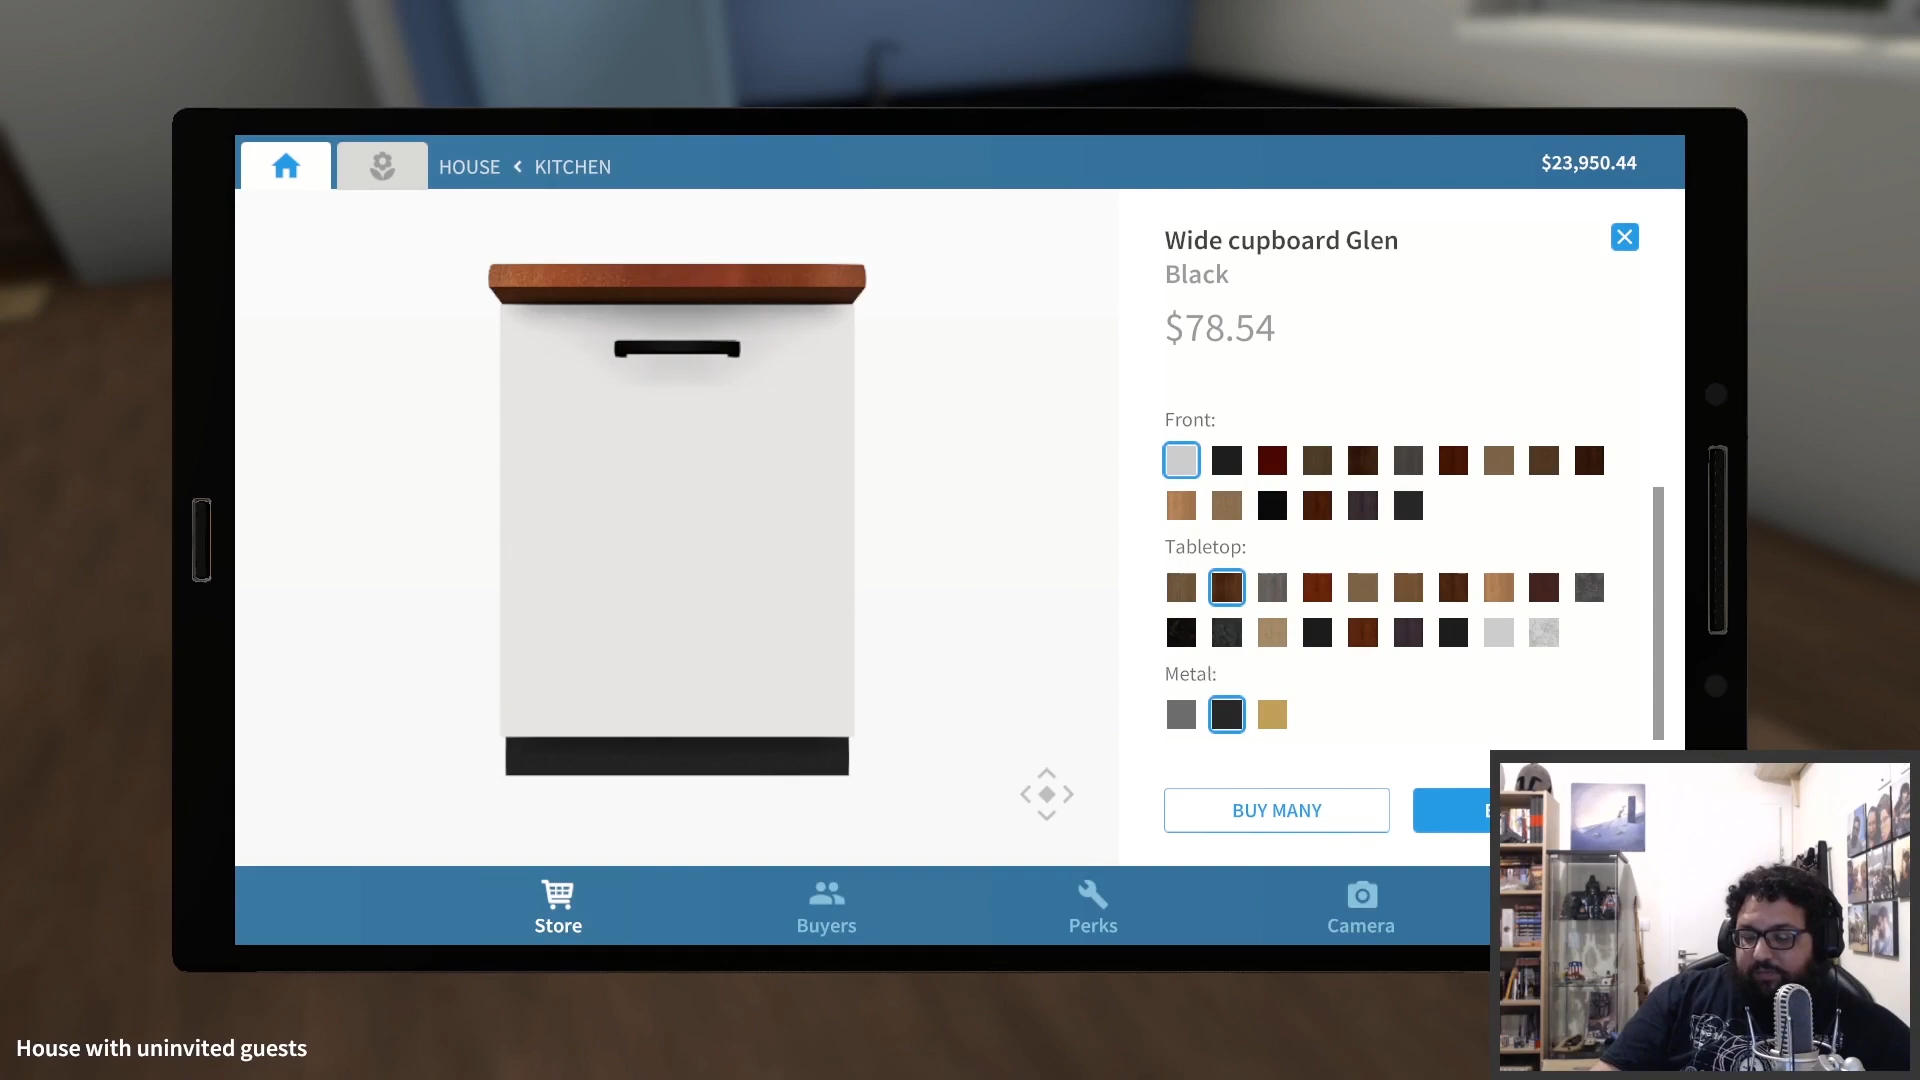 HOUSE < KITCHEN
$23,950.44
Wide cupboard Glen
Black
$78.54
Front:
Tabletop:
Metal:
BUY MANY
Store
Buyers
Perks
Camera
House with uninvited guests